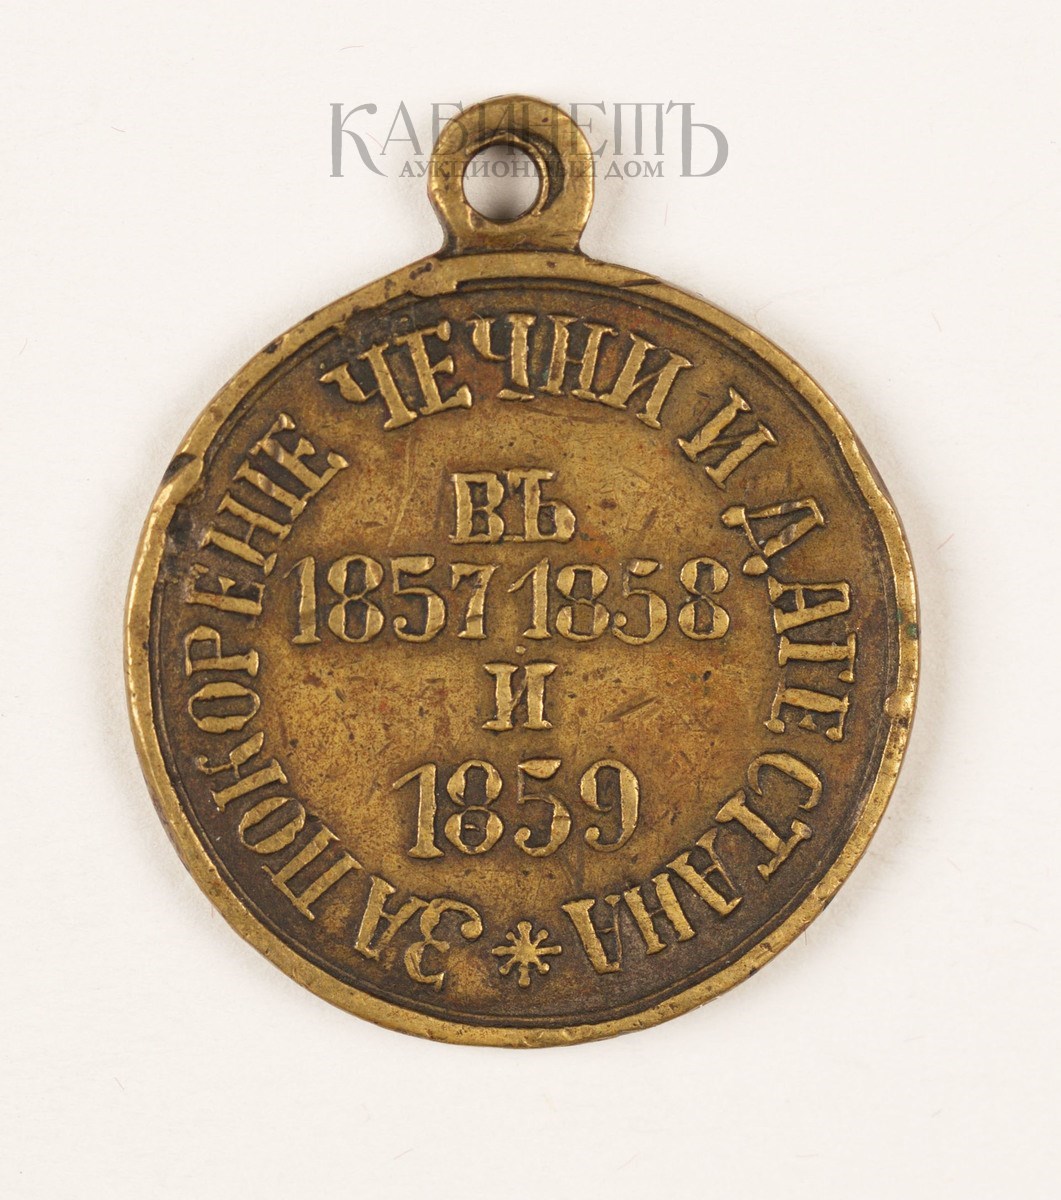 КАБИНЕТЪ
АУКЦИОННЫЙ ДОМ
ЗА ПОКОРЕНІЕ ЧЕЧНИ И ДАГЕСТАНА
ВЪ
1857 1858
И
1859